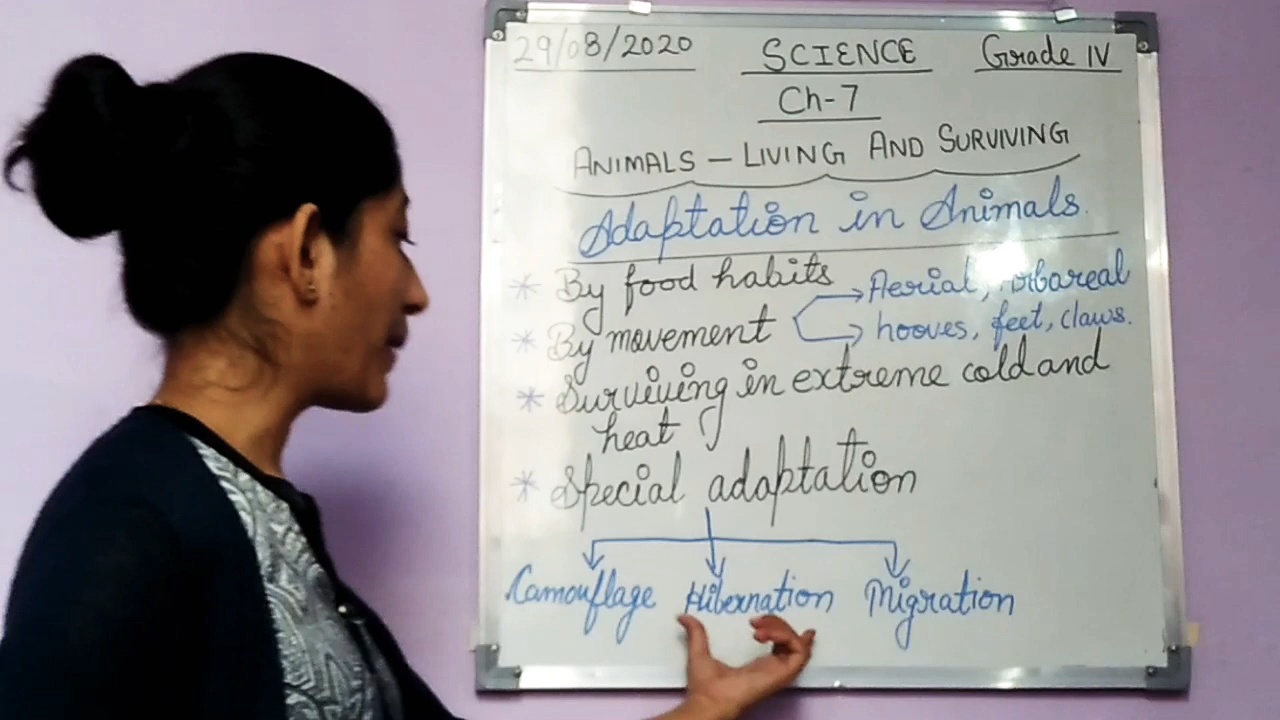 29/08/2020 SCIENCE Grade IV
Ch-7
ANIMALS – LIVING AND SURVIVING
Adaptation in Animals.
* By food habits
→ Aerial, Arbareal
* By movement → hooves, feet, claws.
* Surviving in extreme cold and
heat
* Special adaptation
Camouflage Hibernation Migration